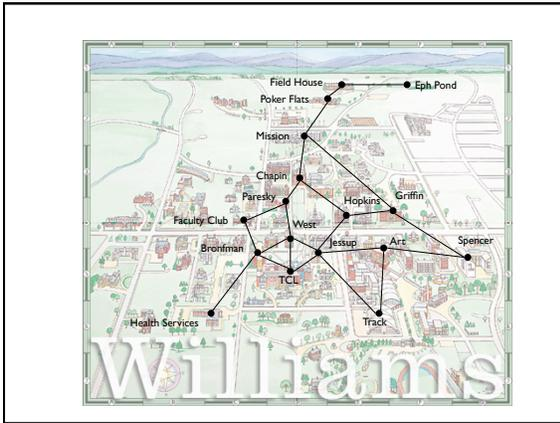 Field House
Eph Pond
Poker Flats
Mission
Chapin
Paresky
Hopkins
Griffin
Faculty Club
West
Spencer
Bronfman
Jessup
Art
TCL
Health Services
Track
Williams